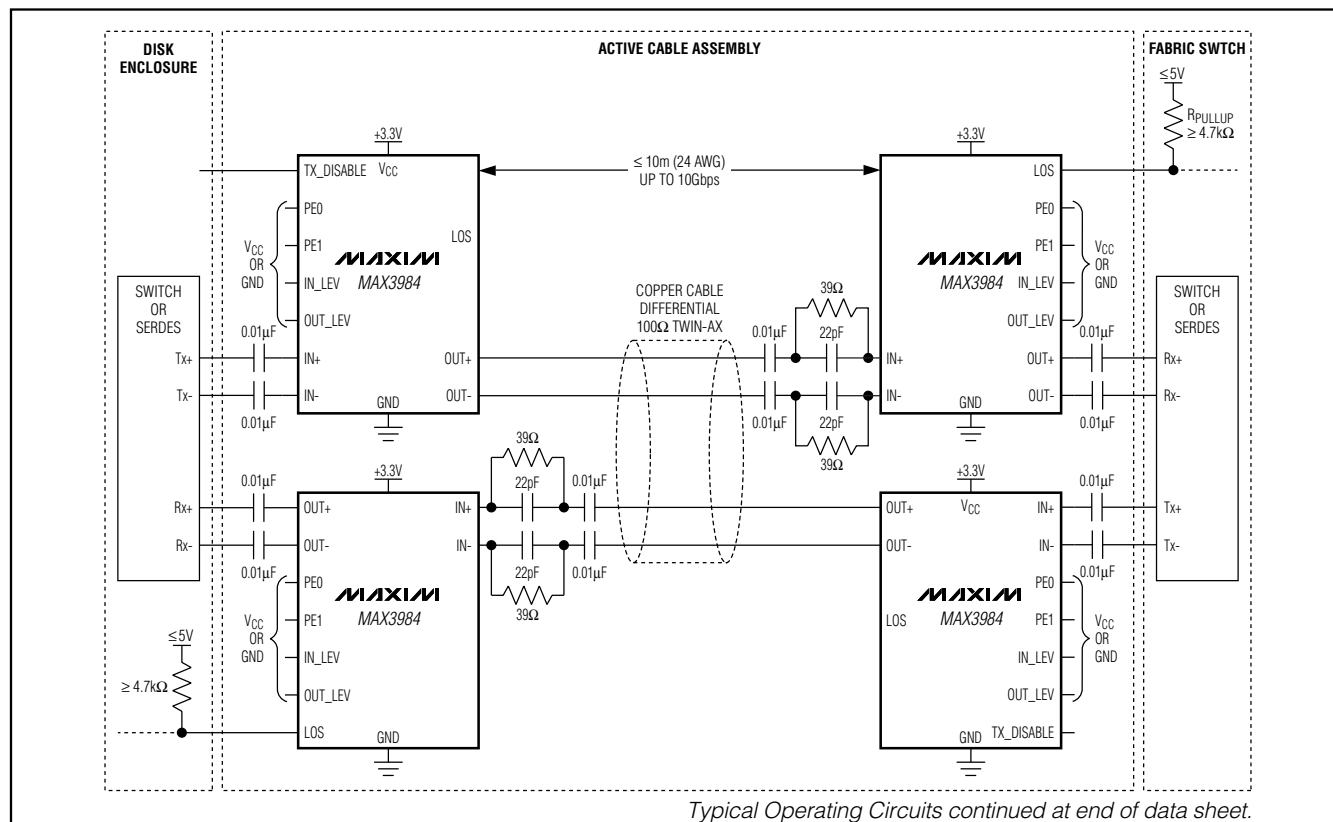 DISK
ENCLOSURE
ACTIVE CABLE ASSEMBLY
FABRIC SWTCH
≤5V
RPULLUP
≥ 4.7kΩ
+3.3V
TX_DISABLE
VCC
PE0
PE1
IN_LEV
OUT_LEV
VCC
OR
GND
LOS
MAXIM
MAX3984
IN+
IN-
OUT+
OUT-
GND
SWITCH
OR
SERDES
Tx+
Tx-
Rx+
Rx-
0.01µF
0.01µF
≤ 10m (24 AWG)
UP TO 10Gbps
COPPER CABLE
DIFFERENTIAL
100Ω TWIN-AX
39Ω
0.01µF
22pF
0.01µF
22pF
39Ω
+3.3V
LOS
PE0
PE1
IN_LEV
OUT_LEV
VCC
OR
GND
MAXIM
MAX3984
IN+
IN-
OUT+
OUT-
GND
0.01µF
0.01µF
SWITCH
OR
SERDES
Rx+
Rx-
Tx+
Tx-
0.01µF
0.01µF
+3.3V
OUT+
OUT-
IN+
IN-
PE0
PE1
IN_LEV
OUT_LEV
LOS
VCC
OR
GND
MAXIM
MAX3984
GND
≤5V
≥ 4.7kΩ
39Ω
22pF
0.01µF
22pF
0.01µF
39Ω
+3.3V
OUT+
VCC
IN+
OUT-
IN-
PE0
PE1
IN_LEV
OUT_LEV
TX_DISABLE
LOS
MAXIM
MAX3984
GND
VCC
OR
GND
0.01µF
0.01µF
Typical Operating Circuits continued at end of data sheet.